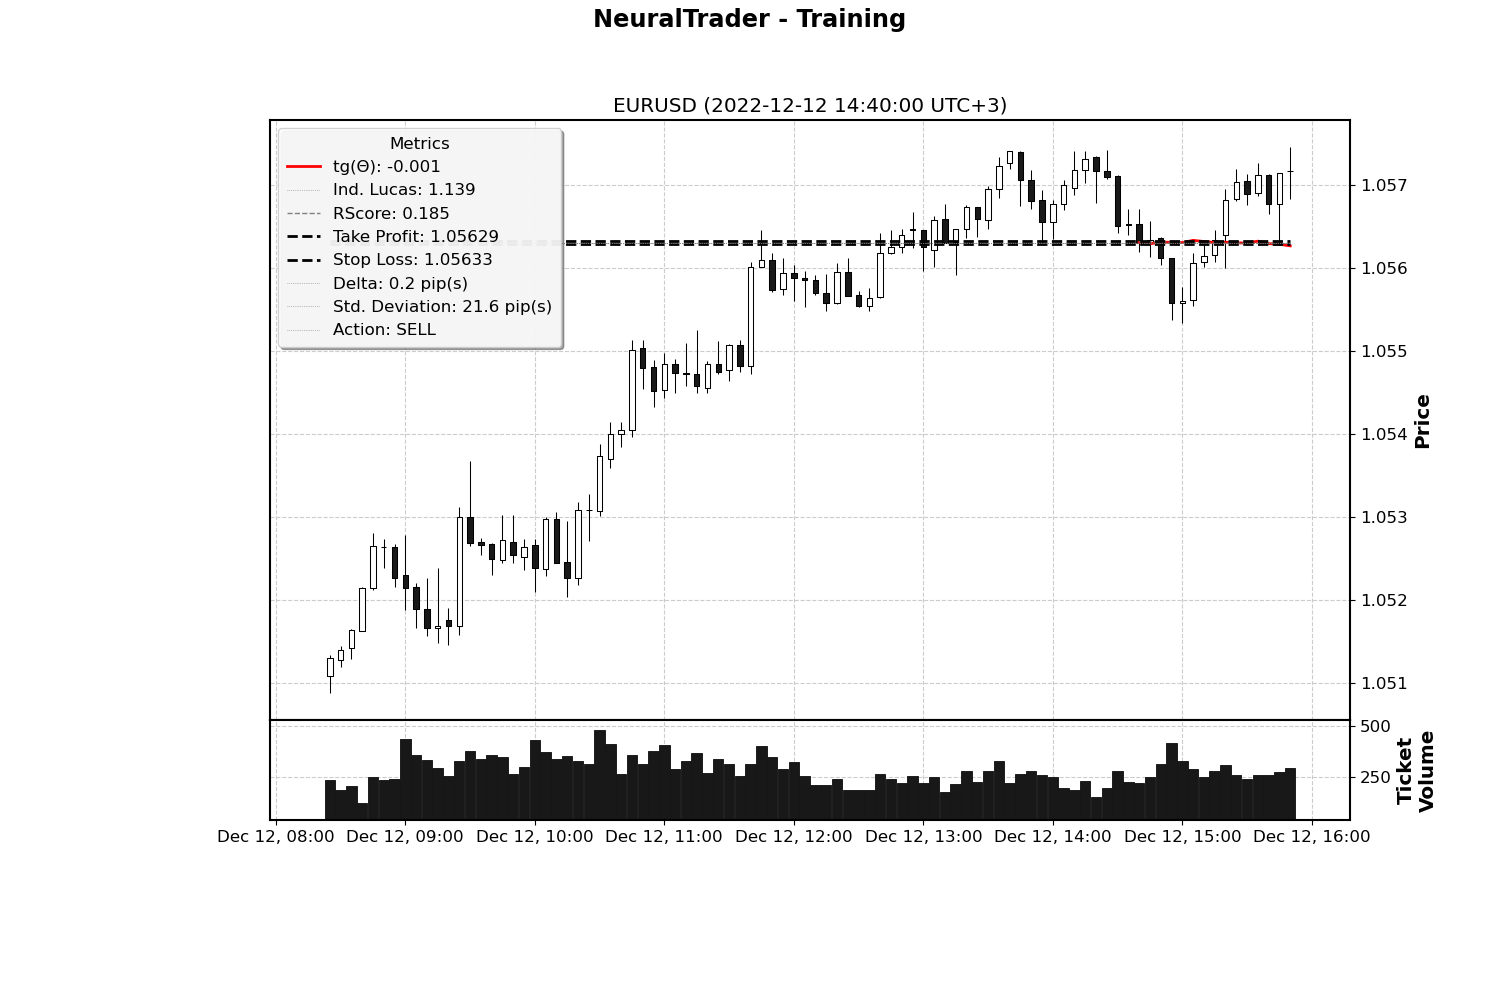 NeuralTrader - Training
EURUSD (2022-12-12 14:40:00 UTC+3)
Metrics
tg(Θ): -0.001
Ind. Lucas: 1.139
RScore: 0.185
Take Profit: 1.05629
Stop Loss: 1.05633
Delta: 0.2 pip(s)
Std. Deviation: 21.6 pip(s)
Action: SELL
1.057
1.056
1.055
1.054
1.053
1.052
1.051
Price
500
250
Ticket
Volume
Dec 12, 08:00 Dec 12, 09:00 Dec 12, 10:00 Dec 12, 11:00 Dec 12, 12:00 Dec 12, 13:00 Dec 12, 14:00 Dec 12, 15:00 Dec 12, 16:00